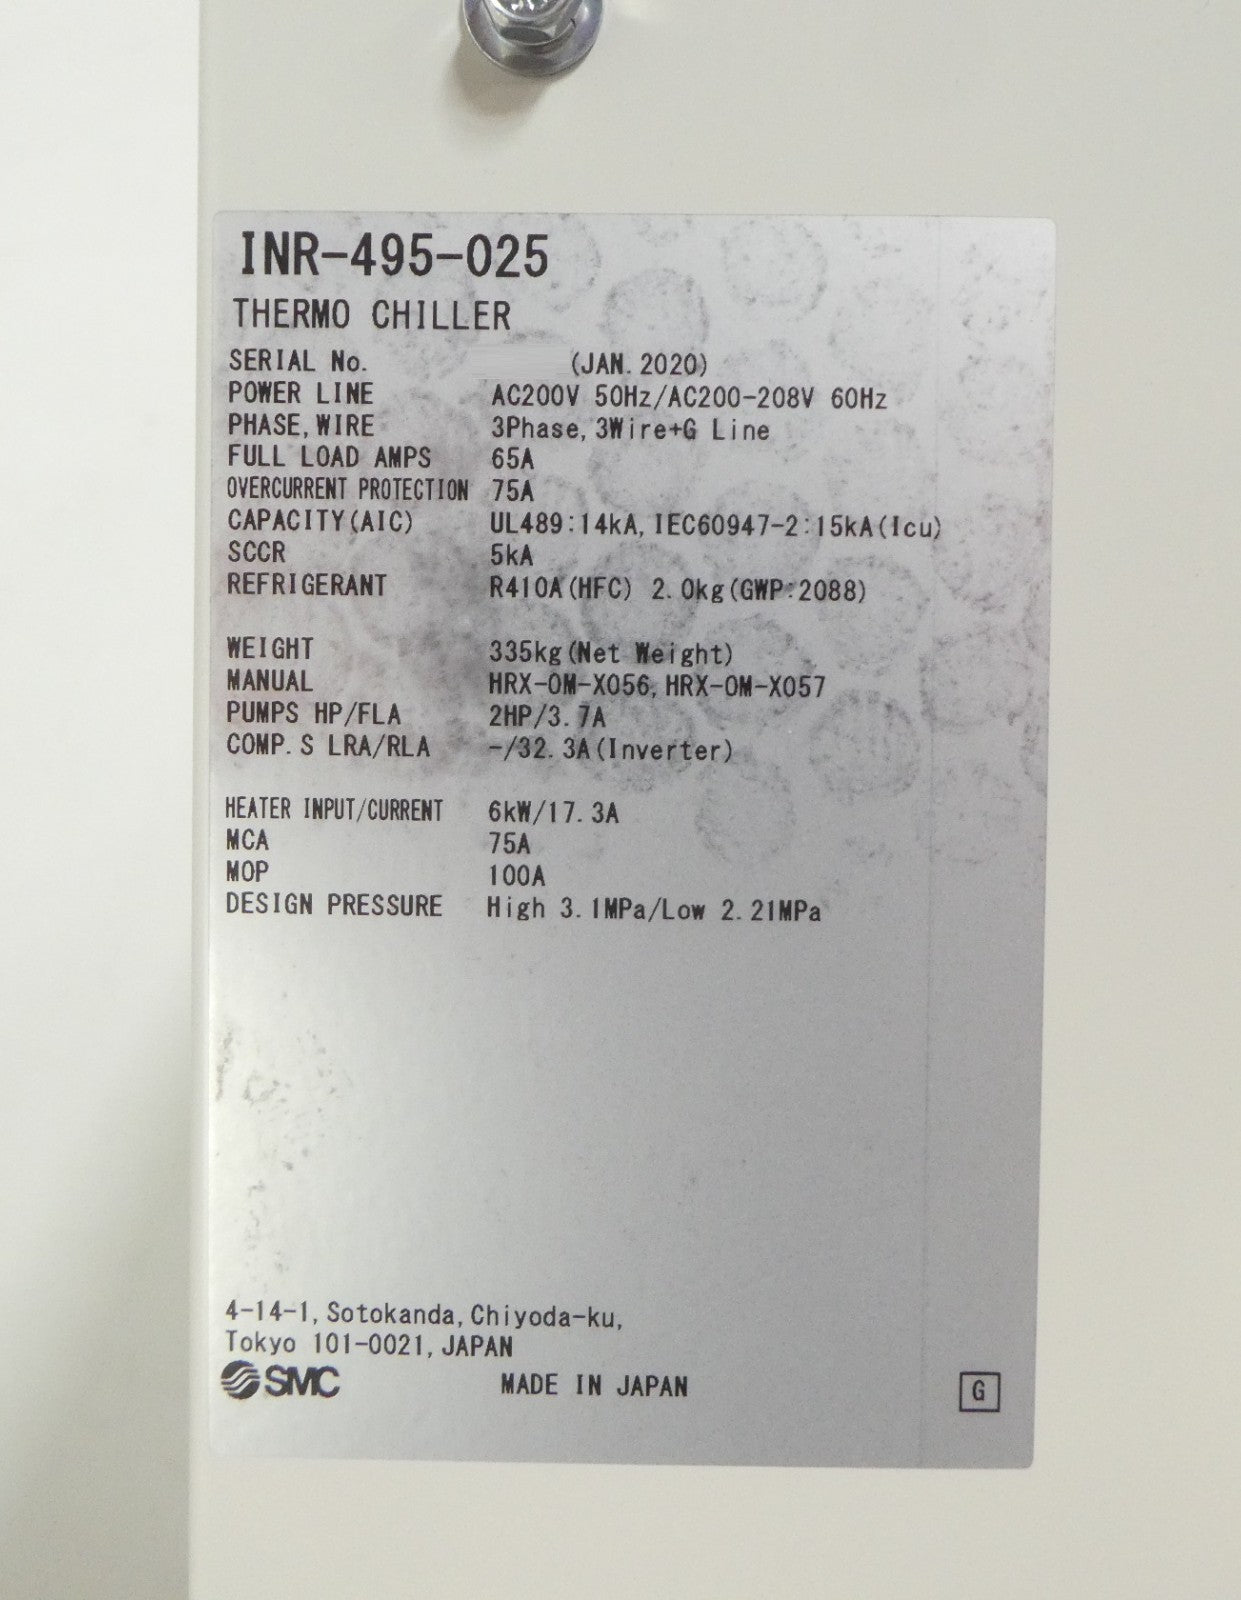 INR-495-025
THERMO CHILLER
SERIAL No. (JAN. 2020)
POWER LINE AC200V 50Hz/AC200-208V 60Hz
PHASE, WIRE 3Phase, 3Wire+G Line
FULL LOAD AMPS 65A
OVERCURRENT PROTECTION 75A
CAPACITY(AIC) UL489:14kA, IEC60947-2:15kA(Icu)
SCCR 5kA
REFRIGERANT R410A(HFC) 2.0kg(GWP:2088)
WEIGHT 335kg(Net Weight)
MANUAL HRX-OM-X056, HRX-OM-X057
PUMPS HP/FLA 2HP/3.7A
COMP.S LRA/RLA -/32.3A(Inverter)
HEATER INPUT/CURRENT 6kW/17.3A
MCA 75A
MOP 100A
DESIGN PRESSURE High 3.1MPa/Low 2.21MPa
4-14-1, Sotokanda, Chiyoda-ku,
Tokyo 101-0021, JAPAN
SMC MADE IN JAPAN G